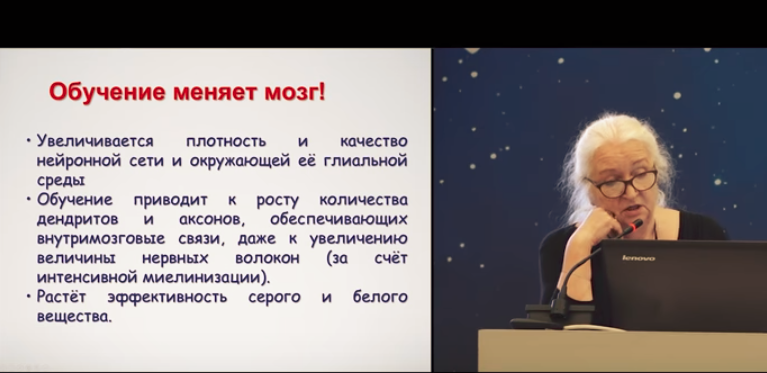 Обучение меняет мозг!
• Увеличивается плотность и качество
нейронной сети и окружающей её глиальной
среды
• Обучение приводит к росту количества
дендритов и аксонов, обеспечивающих
внутримозговые связи, даже к увеличению
величины нервных волокон (за счёт
интенсивной миелинизации).
• Растёт эффективность серого и белого
вещества.
lenovo